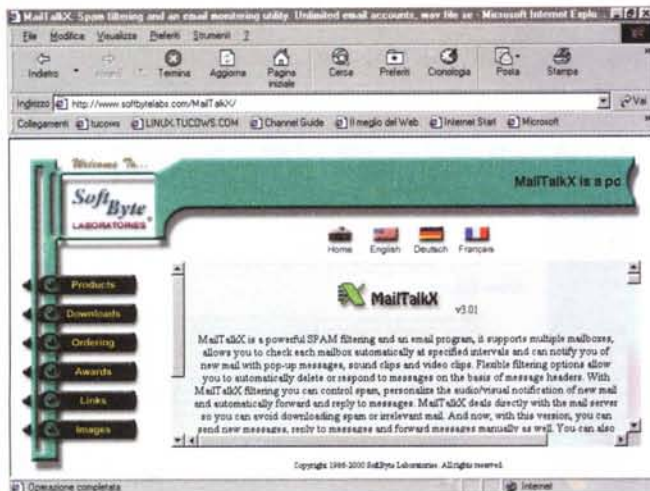 MailTalkX: Spam filtering and an email monitoring utility. Unlimited email accounts, wav file se - Microsoft Internet Explo...
File Modifica Visualizza Preferiti Strumenti ?
Indietro Avanti Termina Aggiorna Pagina iniziale Cerca Preferiti Cronologia Posta Stampa
Indirizzo http://www.softbytelabs.com/MailTalkX/ Vai
Collegamenti tucows LINUX.TUCOWS.COM Channel Guide Il meglio del Web Internet Start Microsoft
Welcome To...
MailTalkX is a po
Soft Byte
LABORATORIES
Home English Deutsch Français
Products
Downloads
Ordering
Awards
Links
Images
MailTalkX v3.01
MailTalkX is a powerful SPAM filtering and an email program, it supports multiple mailboxes,
allows you to check each mailbox automatically at specified intervals and can notify you of
new mail with pop-up messages, sound clips and video clips. Flexible filtering options allow
you to automatically delete or respond to messages on the basis of message headers. With
MailTalkX filtering you can control spam, personalize the audio/visual notification of new mail
and automatically forward and reply to messages. MailTalkX deals directly with the mail server
so you can avoid downloading spam or irrelevant mail. And now, with this version, you can
send new messages, reply to messages and forward messages manually as well. You can also
Copyright 1996-2000 SoftByte Laboratories. All rights reserved.
Operazione completata Internet